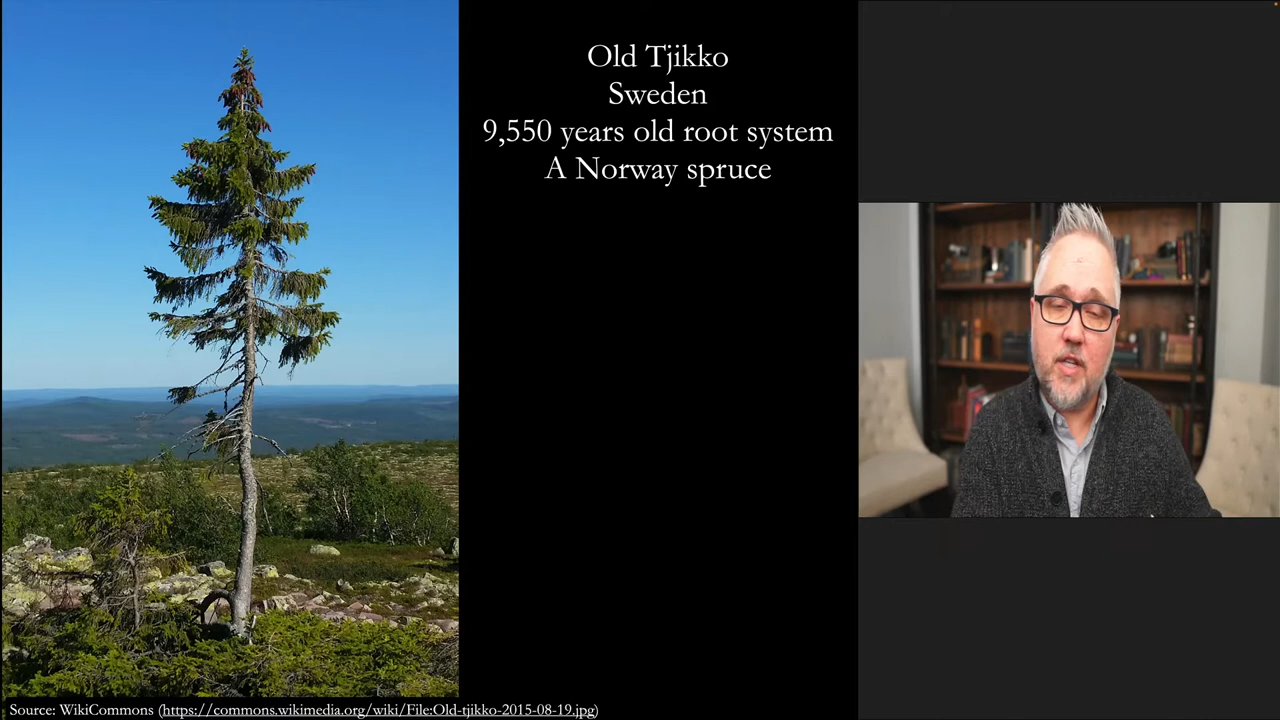 Old Tjikko
Sweden
9,550 years old root system
A Norway spruce
Source: WikiCommons (https://commons.wikimedia.org/wiki/File:Old-tjikko-2015-08-19.jpg)